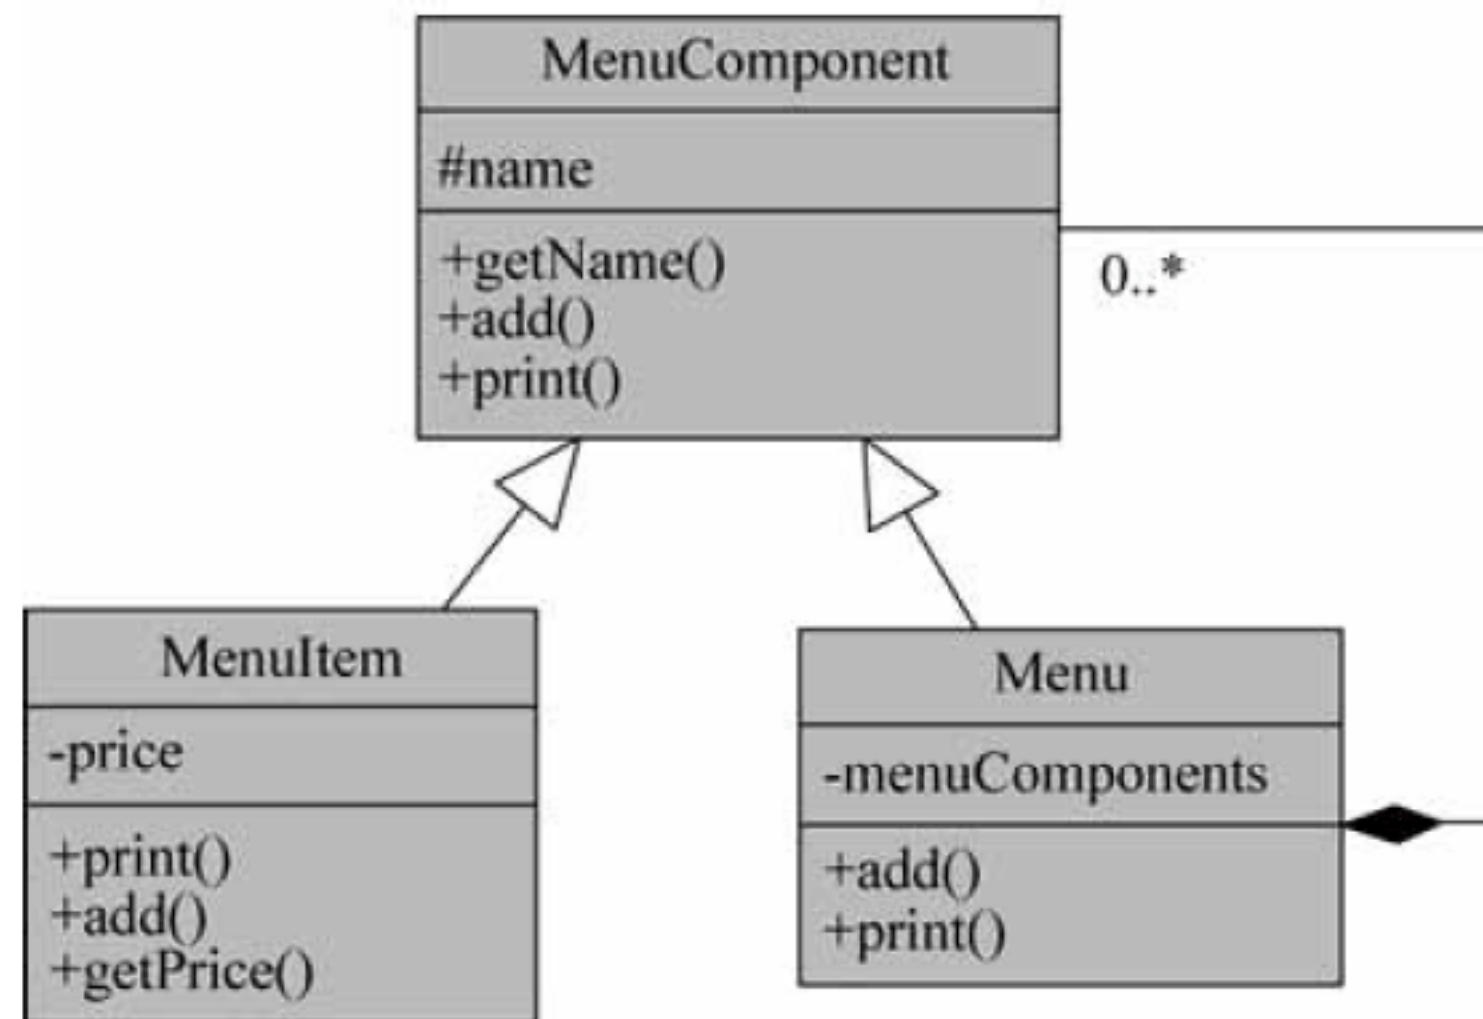 MenuComponent
#name
+getName()
+add()
+print()
0..*
MenuItem
-price
+print()
+add()
+getPrice()
Menu
-menuComponents
+add()
+print()